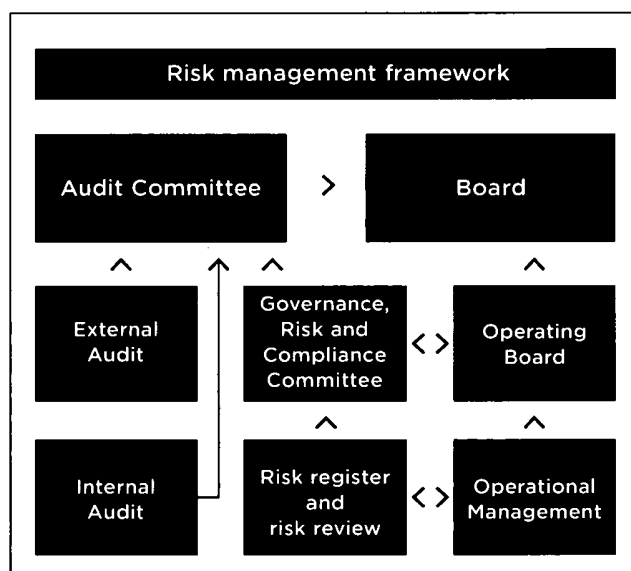 Risk management framework
Audit Committee
>
Board
External
Audit
Governance,
Risk and
Compliance
Committee
< >
Operating
Board
Internal
Audit
Risk register
and
risk review
< >
Operational
Management